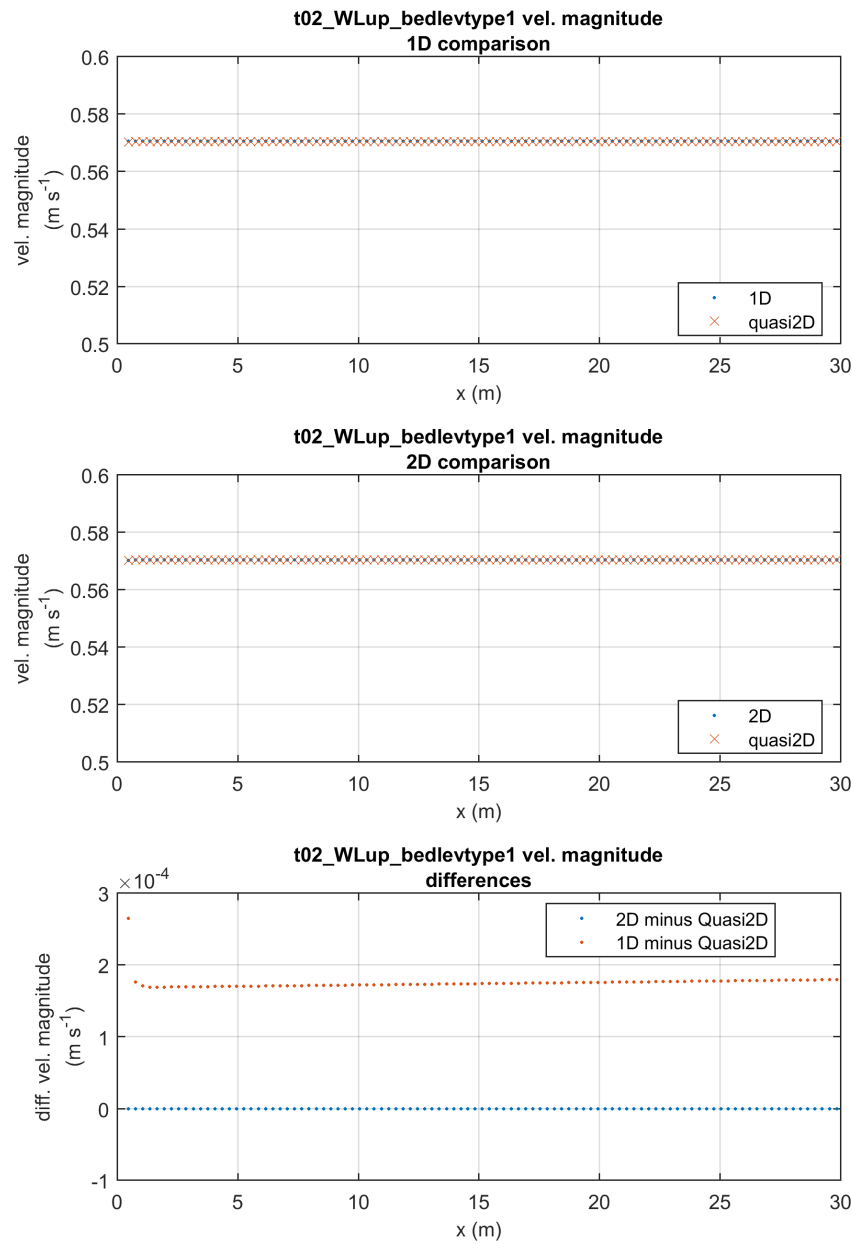 t02_WLup_bedlevtype1 vel. magnitude
1D comparison
0.6
0.58
0.56
0.54
0.52
0.5
vel. magnitude
(m s⁻¹)
1D
quasi2D
0 5 10 15 20 25 30
x (m)
t02_WLup_bedlevtype1 vel. magnitude
2D comparison
0.6
0.58
0.56
0.54
0.52
0.5
vel. magnitude
(m s⁻¹)
2D
quasi2D
0 5 10 15 20 25 30
x (m)
t02_WLup_bedlevtype1 vel. magnitude
differences
×10⁻⁴
3
2
1
0
-1
diff. vel. magnitude
(m s⁻¹)
2D minus Quasi2D
1D minus Quasi2D
0 5 10 15 20 25 30
x (m)